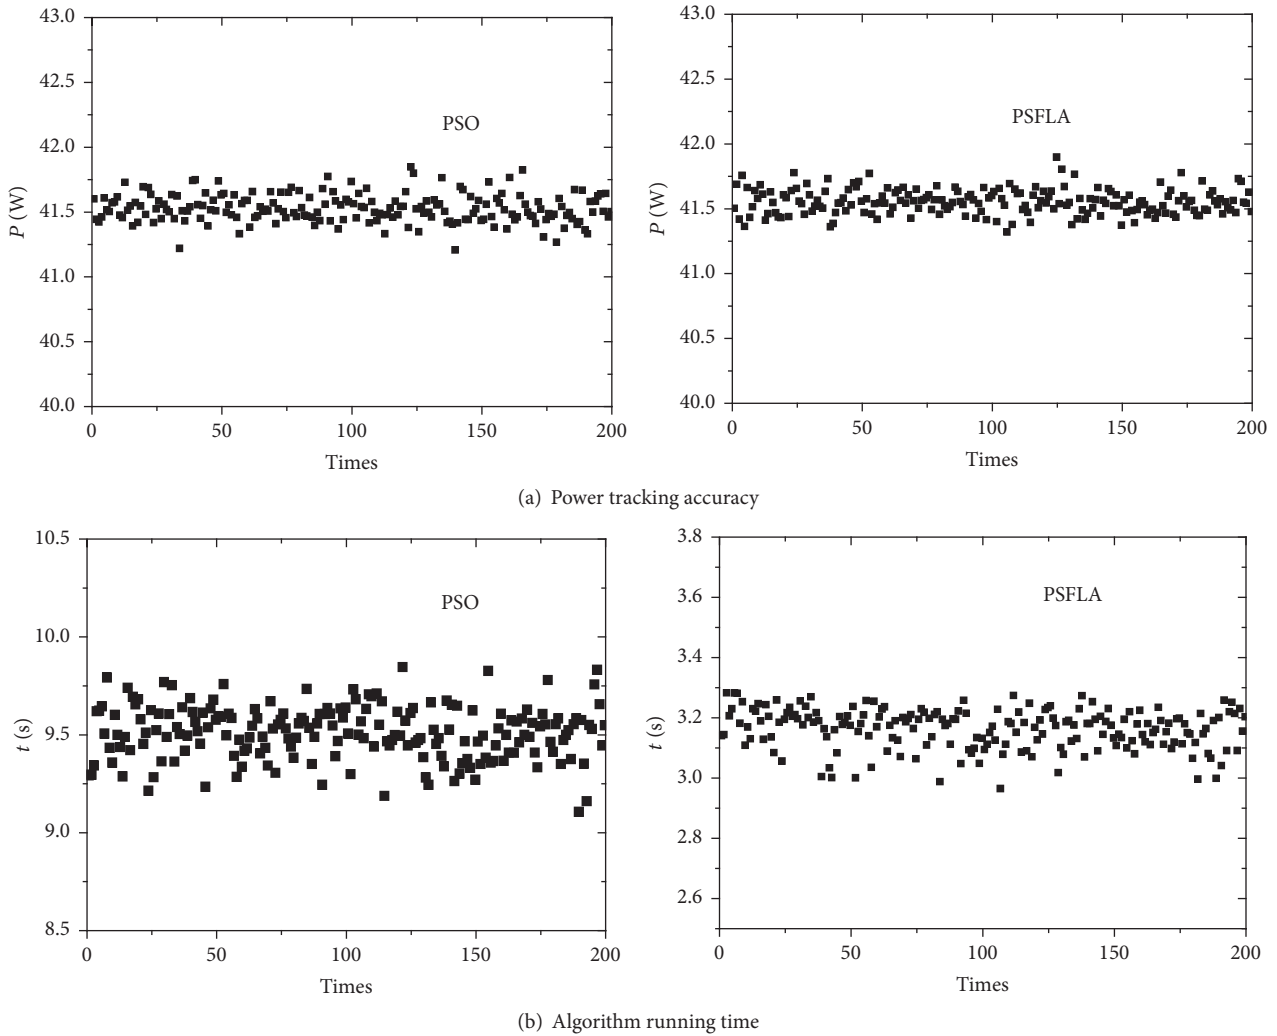 43.0
42.5
42.0
41.5
41.0
40.5
40.0
P (W)
PSO
0 50 100 150 200
Times
43.0
42.5
42.0
41.5
41.0
40.5
40.0
P (W)
PSFLA
0 50 100 150 200
Times
(a) Power tracking accuracy
10.5
10.0
9.5
9.0
8.5
t (s)
PSO
0 50 100 150 200
Times
3.8
3.6
3.4
3.2
3.0
2.8
2.6
t (s)
PSFLA
0 50 100 150 200
Times
(b) Algorithm running time